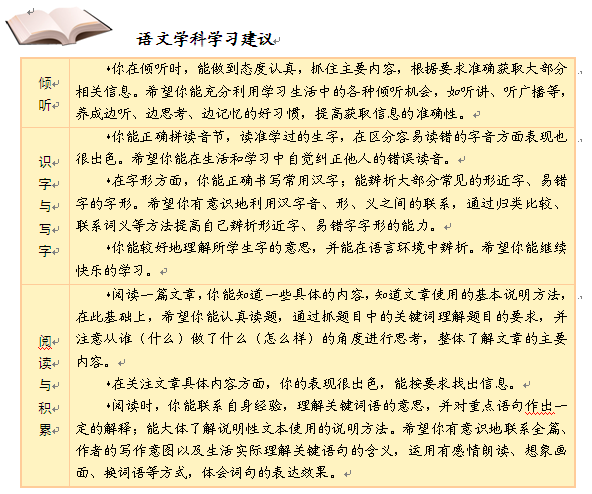 语文学科学习建议
倾听
•你在倾听时，能做到态度认真，抓住主要内容，根据要求准确获取大部分
相关信息。希望你能充分利用学习生活中的各种倾听机会，如听讲、听广播等，
养成边听、边思考、边记忆的好习惯，提高获取信息的准确性。
识字与写字
•你能正确拼读音节，读准学过的生字，在区分容易读错的字音方面表现也
很出色。希望你能在生活和学习中自觉纠正他人的错误读音。
•在字形方面，你能正确书写常用汉字；能辨析大部分常见的形近字、易错
字的字形。希望你有意识地利用汉字音、形、义之间的联系，通过归类比较、
联系词义等方法提高自己辨析形近字、易错字字形的能力。
•你能较好地理解所学生字的意思，并能在语言环境中辨析。希望你能继续
快乐的学习。
阅读与积累
•阅读一篇文章，你能知道一些具体的内容，知道文章使用的基本说明方法，
在此基础上，希望你能认真读题，通过抓题目中的关键词理解题目的要求，并
注意从谁（什么）做了什么（怎么样）的角度进行思考，整体了解文章的主要
内容。
•在关注文章具体内容方面，你的表现很出色，能按要求找出信息。
•阅读时，你能联系自身经验，理解关键词语的意思，并对重点语句作出一
定的解释；能大体了解说明性文本使用的说明方法。希望你有意识地联系全篇、
作者的写作意图以及生活实际理解关键语句的含义，运用有感情朗读、想象画
面、换词语等方式，体会词句的表达效果。